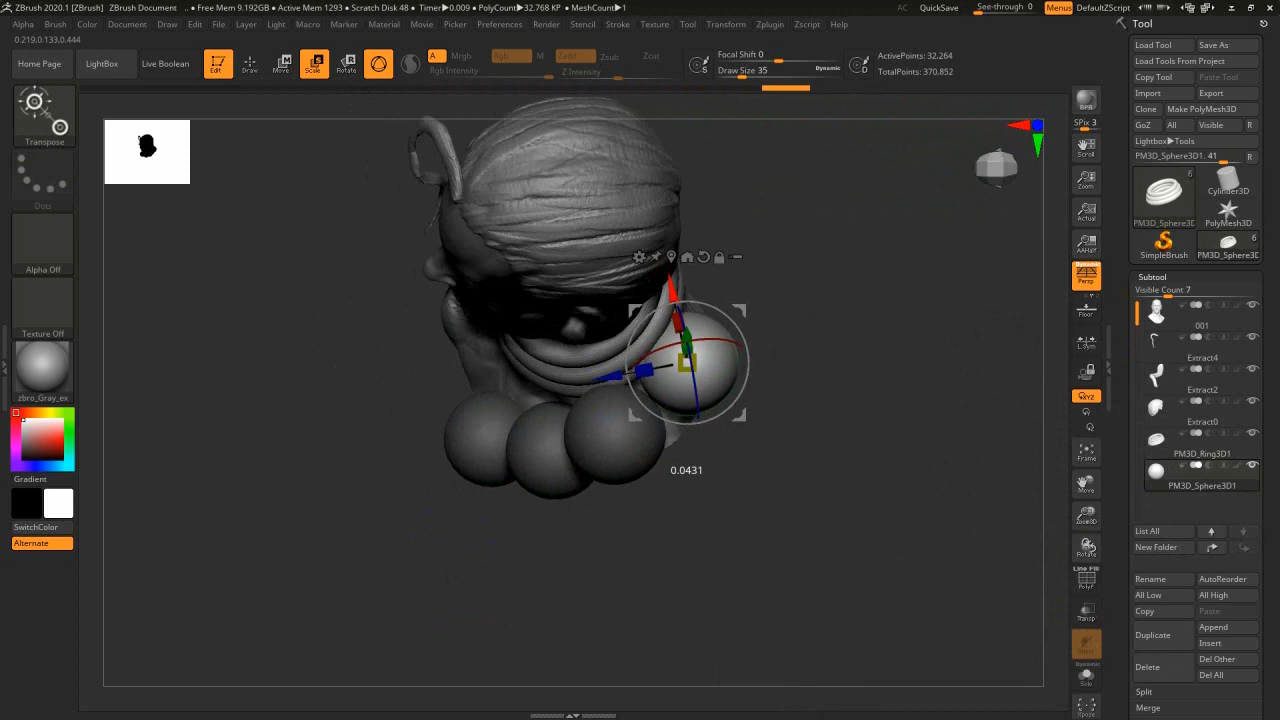 ZBrush 2020.1 [ZBrush] ZBrush Document .. ● Free Mem 9.192GB ● Active Mem 1293 ● Scratch Disk 48 ● Timer▶0.009 ● PolyCount▶32.768 KP ● MeshCount▶1 AC QuickSave See-through 0 Menus DefaultZScript
Alpha Brush Color Document Draw Edit File Layer Light Macro Marker Material Movie Picker Preferences Render Stencil Stroke Texture Tool Transform Zplugin Zscript Help
0.219,0.133,0.444
Home Page LightBox Live Boolean Edit Draw Move Scale Rotate
A Mrgb Rgb M Zadd Zsub Zcut
Rgb Intensity Z Intensity
Focal Shift 0
Draw Size 35 Dynamic
S D
ActivePoints: 32,264
TotalPoints: 370,852
Transpose
Dots
Alpha Off
Texture Off
zbro_Gray_ex
Gradient
SwitchColor
Alternate
0.0431
BPR
SPix 3
Scroll
Zoom
Actual
AAHalf
Dynamic
Persp
Floor
L.Sym
XYZ
Frame
Move
Zoom3D
Rotate
Line Fill
PolyF
Transp
Dynamic
Solo
Xpose
Tool
Load Tool Save As
Load Tools From Project
Copy Tool Paste Tool
Import Export
Clone Make PolyMesh3D
GoZ All Visible R
Lightbox▶Tools
PM3D_Sphere3D1. 41 R
6
PM3D_Sphere3D
Cylinder3D
PolyMesh3D
SimpleBrush
6
PM3D_Sphere3D
Subtool
Visible Count 7
001
Extract4
Extract2
Extract0
PM3D_Ring3D1
PM3D_Sphere3D1
List All
New Folder
Rename AutoReorder
All Low All High
Copy Paste
Duplicate Append
Insert
Delete Del Other
Del All
Split
Merge